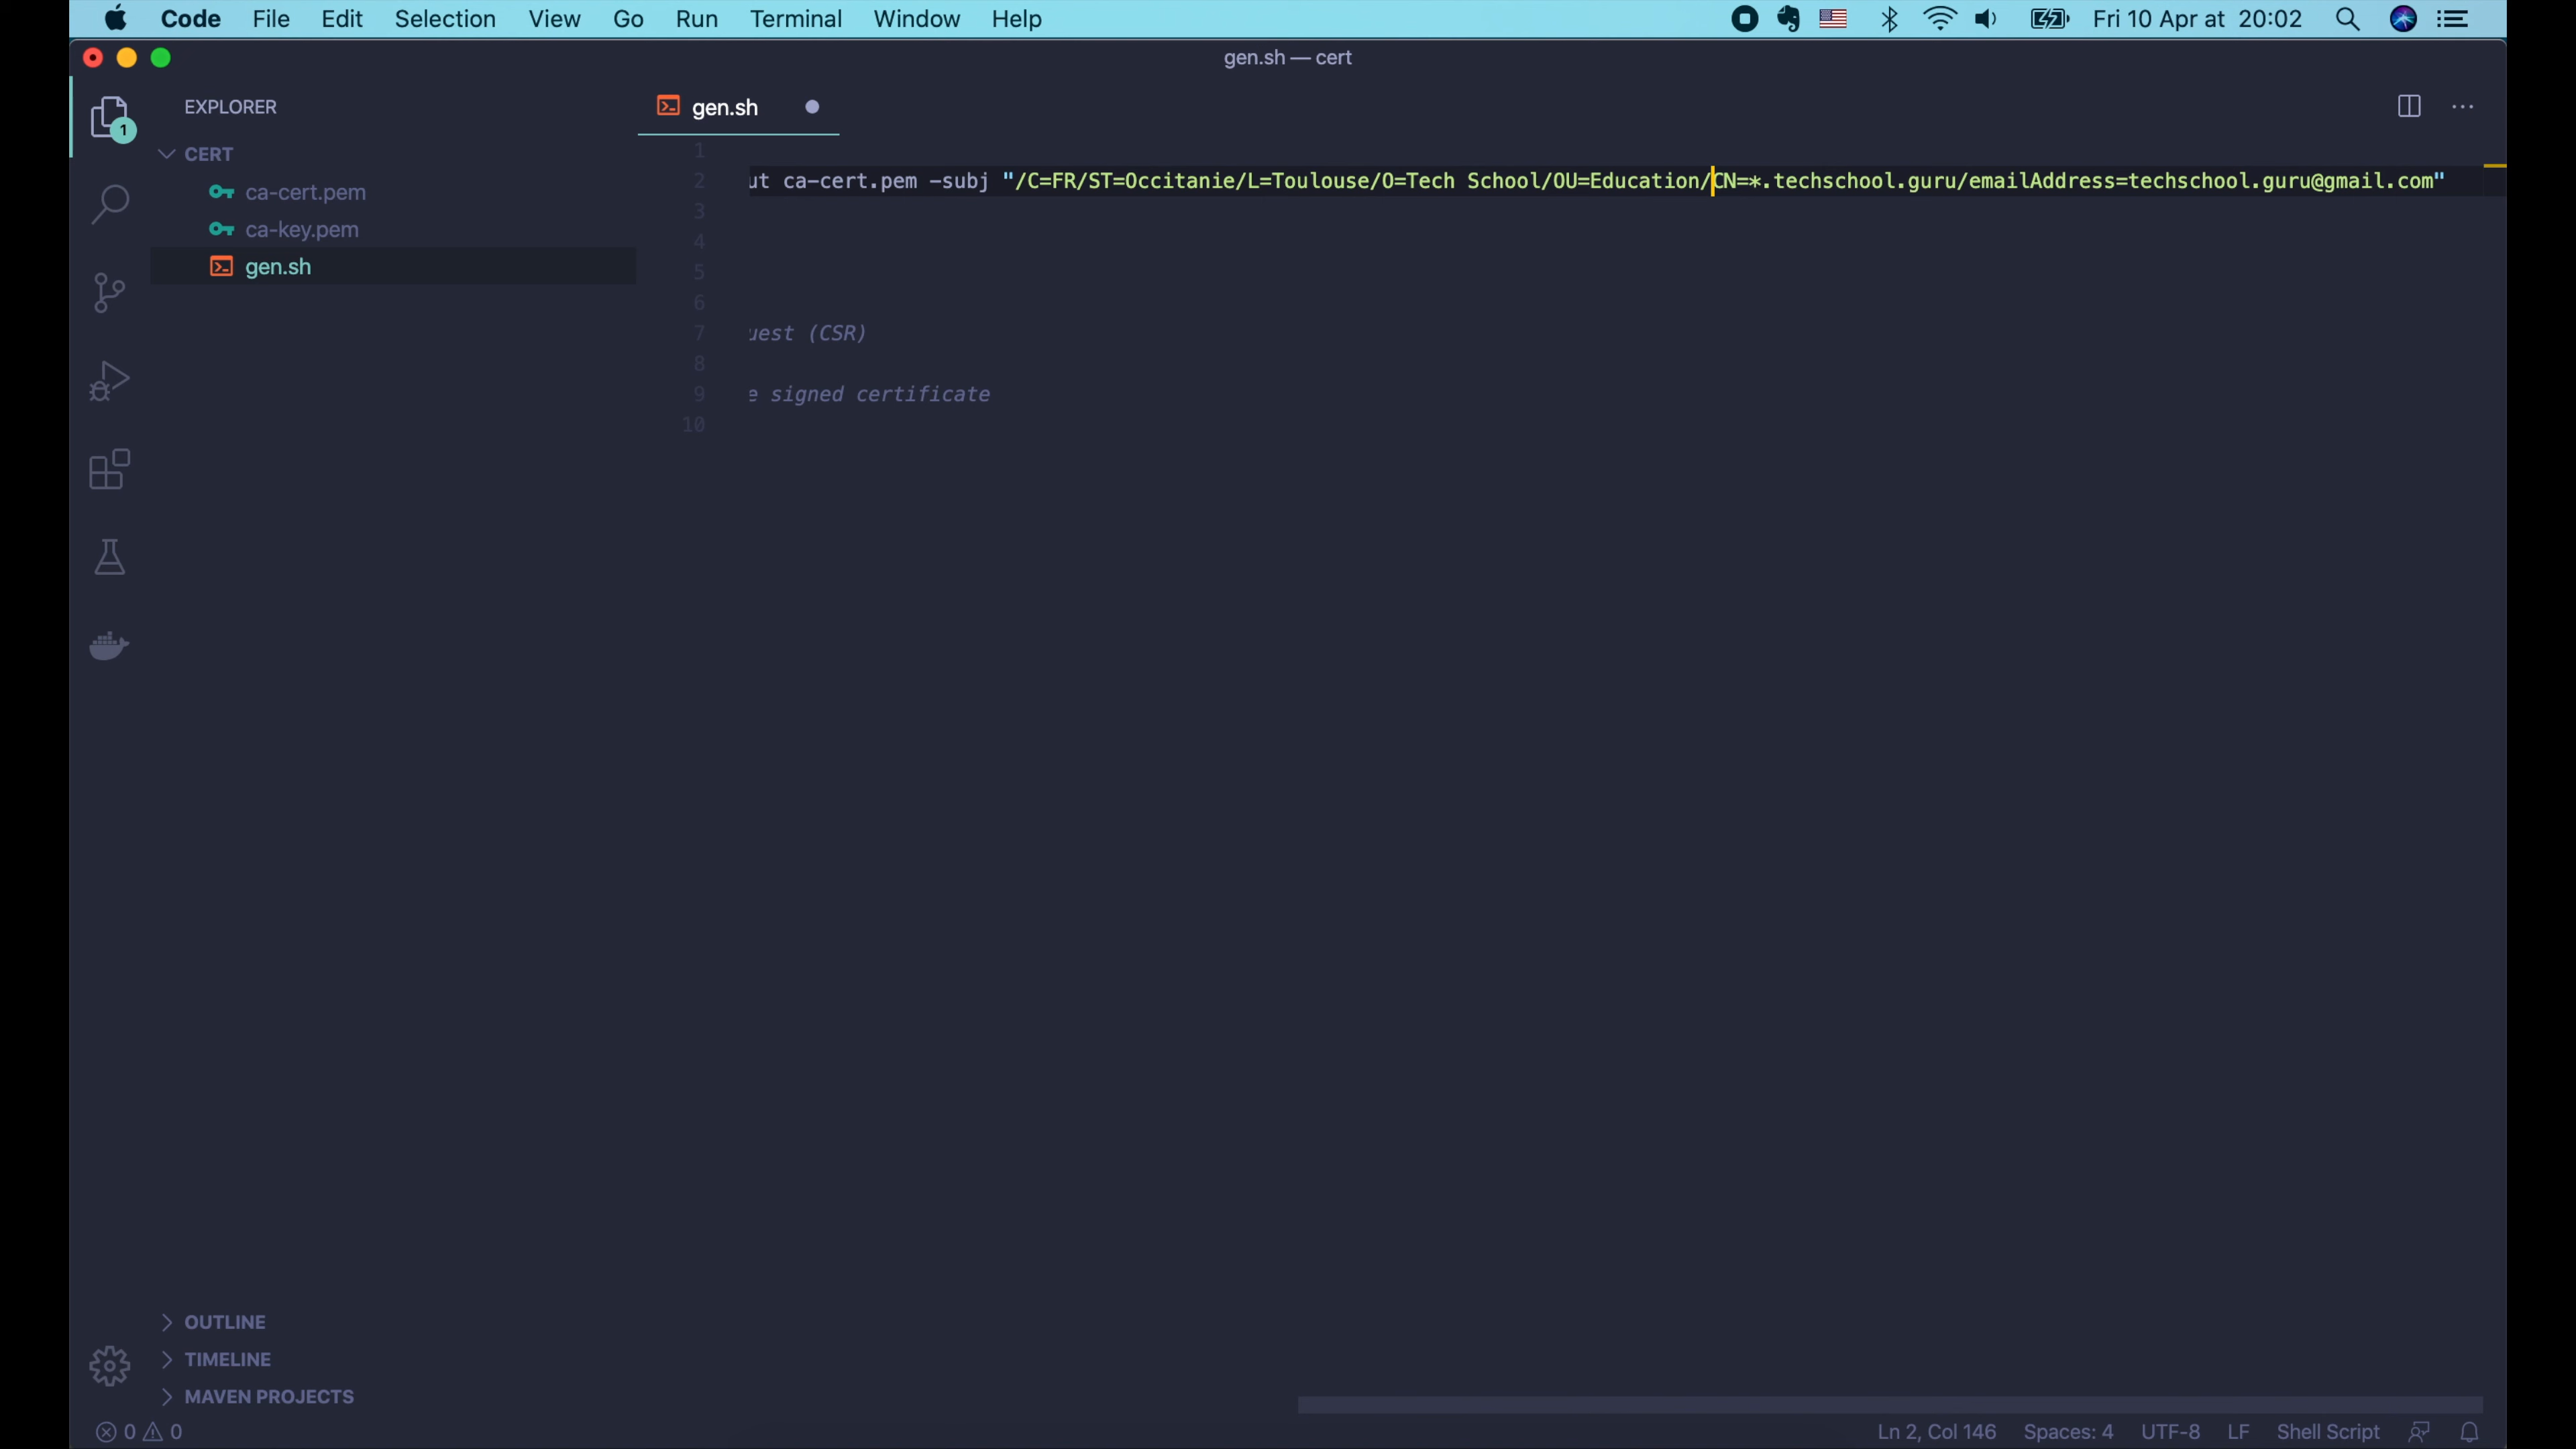 Code File Edit Selection View Go Run Terminal Window Help Fri 10 Apr at 20:02
gen.sh — cert
EXPLORER
gen.sh
1
CERT
ca-cert.pem
ca-key.pem
gen.sh
1
2 ut ca-cert.pem -subj "/C=FR/ST=Occitanie/L=Toulouse/O=Tech School/OU=Education/CN=*.techschool.guru/emailAddress=techschool.guru@gmail.com"
3
4
5
6
7 uest (CSR)
8
9 e signed certificate
10
OUTLINE
TIMELINE
MAVEN PROJECTS
0 0 Ln 2, Col 146 Spaces: 4 UTF-8 LF Shell Script